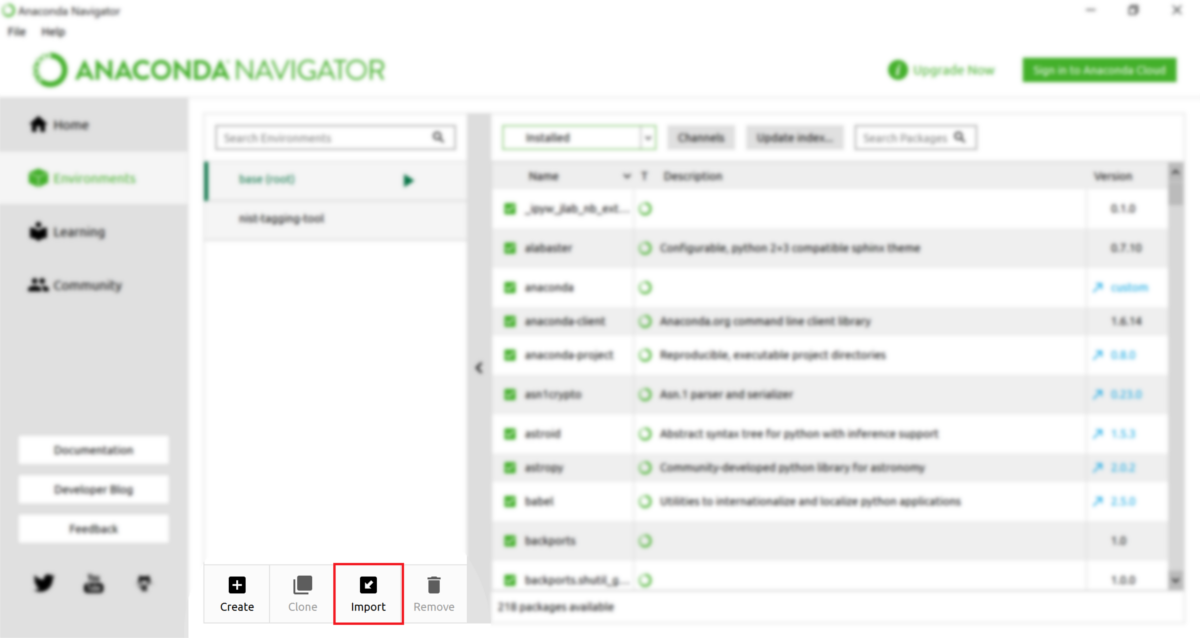 Anaconda Navigator
File Help
ANACONDA NAVIGATOR
Upgrade Now
Sign in to Anaconda Cloud
Home
Environments
Learning
Community
Documentation
Developer Blog
Feedback
Search Environments
base (root)
nist-tagging-tool
Create Clone Import Remove
Installed Channels Update index... Search Packages
Name T Description Version
_ipyw_jlab_nb_ext... 0.1.0
alabaster Configurable, python 2+3 compatible sphinx theme 0.7.10
anaconda custom
anaconda-client Anaconda.org command line client library 1.6.14
anaconda-project Reproducible, executable project directories 0.8.0
asn1crypto Asn.1 parser and serializer 0.23.0
astroid Abstract syntax tree for python with inference support 1.5.3
astropy Community-developed python library for astronomy 2.0.2
babel Utilities to internationalize and localize python applications 2.5.0
backports 1.0
backports.shutil_g... 1.0.0
218 packages available